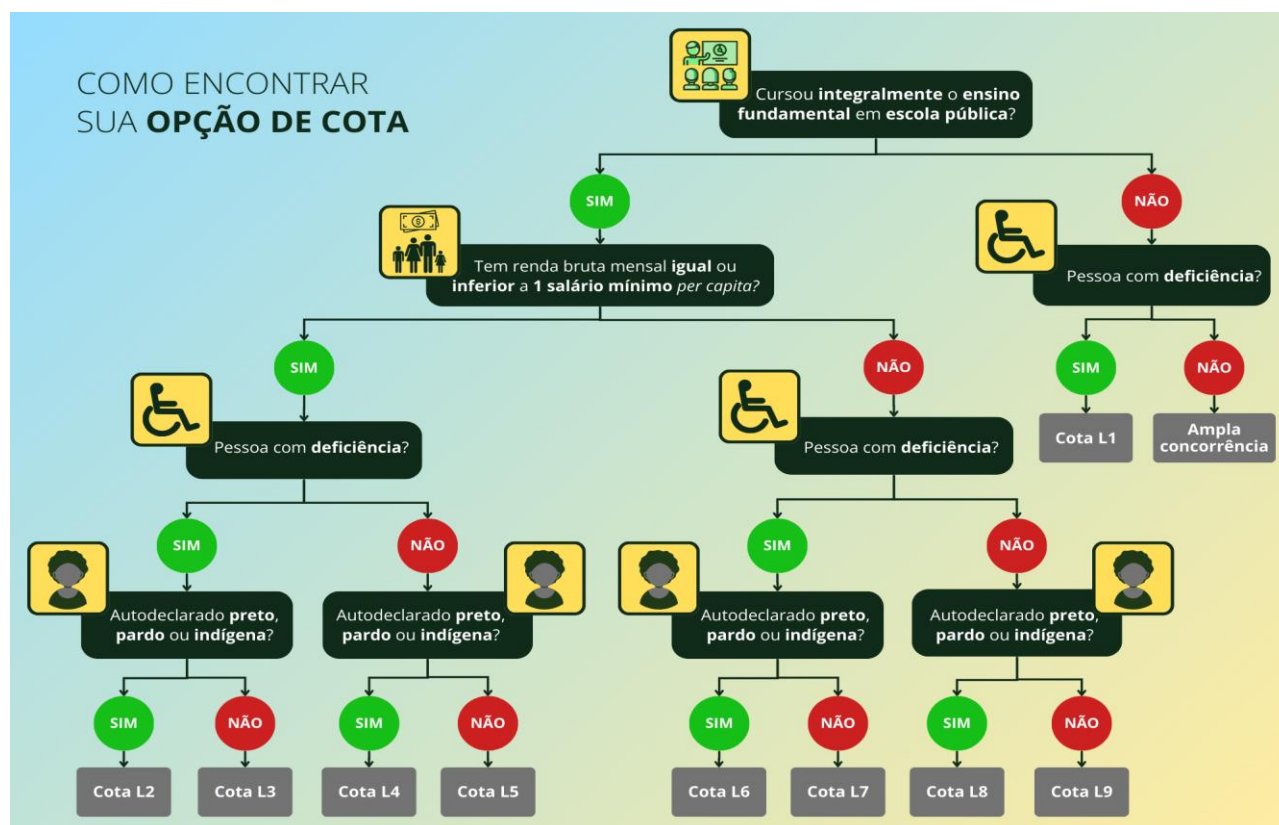 COMO ENCONTRAR
SUA OPÇÃO DE COTA
Cursou integralmente o ensino
fundamental em escola pública?
SIM
NÃO
Tem renda bruta mensal igual ou
inferior a 1 salário mínimo per capita?
Pessoa com deficiência?
SIM
NÃO
SIM
NÃO
Cota L1
Ampla
concorrência
Pessoa com deficiência?
Pessoa com deficiência?
SIM
NÃO
SIM
NÃO
Autodeclarado preto,
pardo ou indígena?
Autodeclarado preto,
pardo ou indígena?
Autodeclarado preto,
pardo ou indígena?
Autodeclarado preto,
pardo ou indígena?
SIM
NÃO
SIM
NÃO
SIM
NÃO
SIM
NÃO
Cota L2
Cota L3
Cota L4
Cota L5
Cota L6
Cota L7
Cota L8
Cota L9